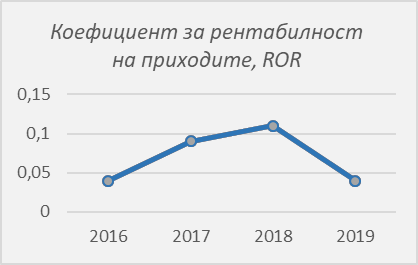 Коефициент за рентабилност
на приходите, ROR
0,15
0,1
0,05
0
2016 2017 2018 2019